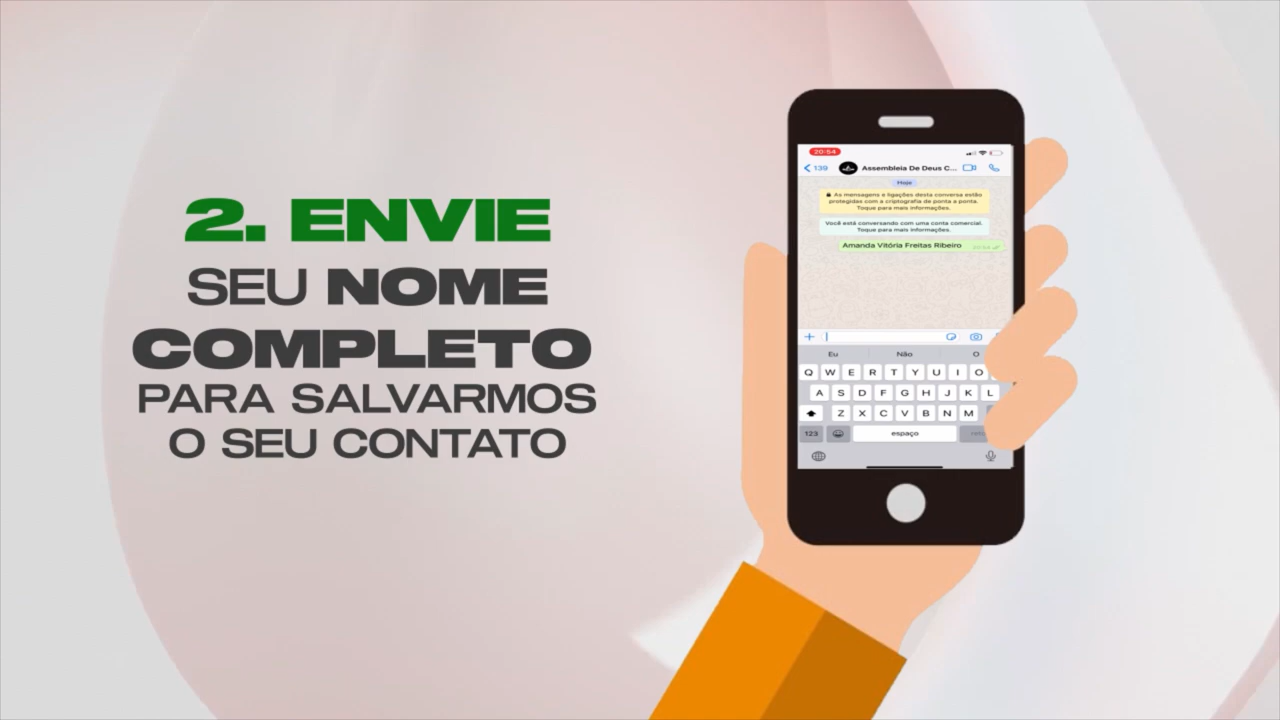 2. ENVIE
SEU NOME
COMPLETO
PARA SALVARMOS
O SEU CONTATO
20:54
139
Assembleia De Deus C...
Hoje
As mensagens e ligações desta conversa estão
protegidas com a criptografia de ponta a ponta.
Toque para mais informações.
Você está conversando com uma conta comercial.
Toque para mais informações.
Amanda Vitória Freitas Ribeiro 20:54
Eu Não O
Q W E R T Y U I O
A S D F G H J K L
Z X C V B N M
123 espaço